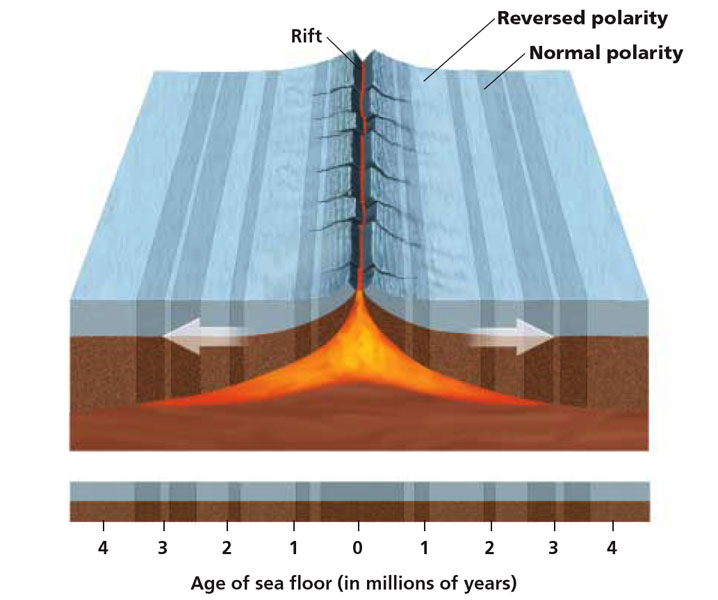 Reversed polarity
Rift
Normal polarity
4 3 2 1 0 1 2 3 4
Age of sea floor (in millions of years)